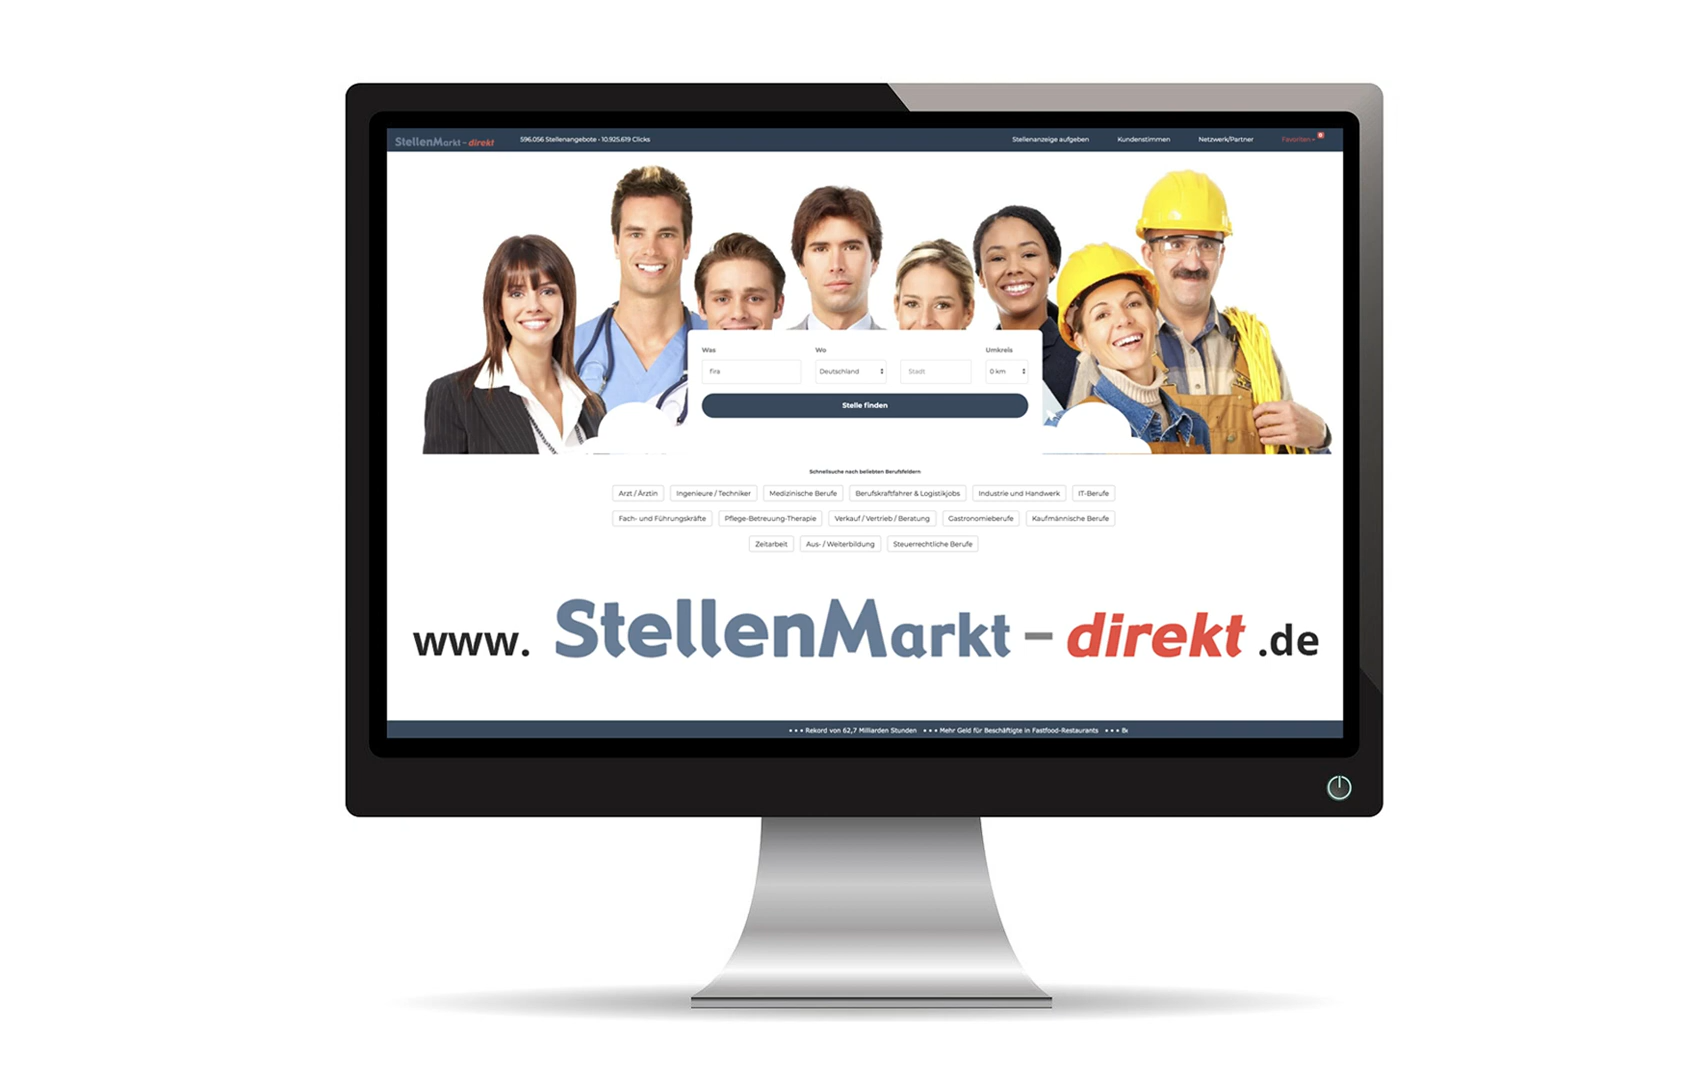 StellenMarkt - direkt 596.056 Stellenangebote • 10.925.619 Clicks Stellenanzeige aufgeben Kundenstimmen Netzwerk/Partner Favoriten
Was Wo Umkreis
fira Deutschland Stadt 0 km
Stelle finden
Schnellsuche nach beliebten Berufsfeldern
Arzt / Ärztin Ingenieure / Techniker Medizinische Berufe Berufskraftfahrer & Logistikjobs Industrie und Handwerk IT-Berufe
Fach- und Führungskräfte Pflege-Betreuung-Therapie Verkauf / Vertrieb / Beratung Gastronomieberufe Kaufmännische Berufe
Zeitarbeit Aus- / Weiterbildung Steuerrechtliche Berufe
www. StellenMarkt - direkt .de
• • • Rekord von 62,7 Milliarden Stunden • • • Mehr Geld für Beschäftigte in Fastfood-Restaurants • • •